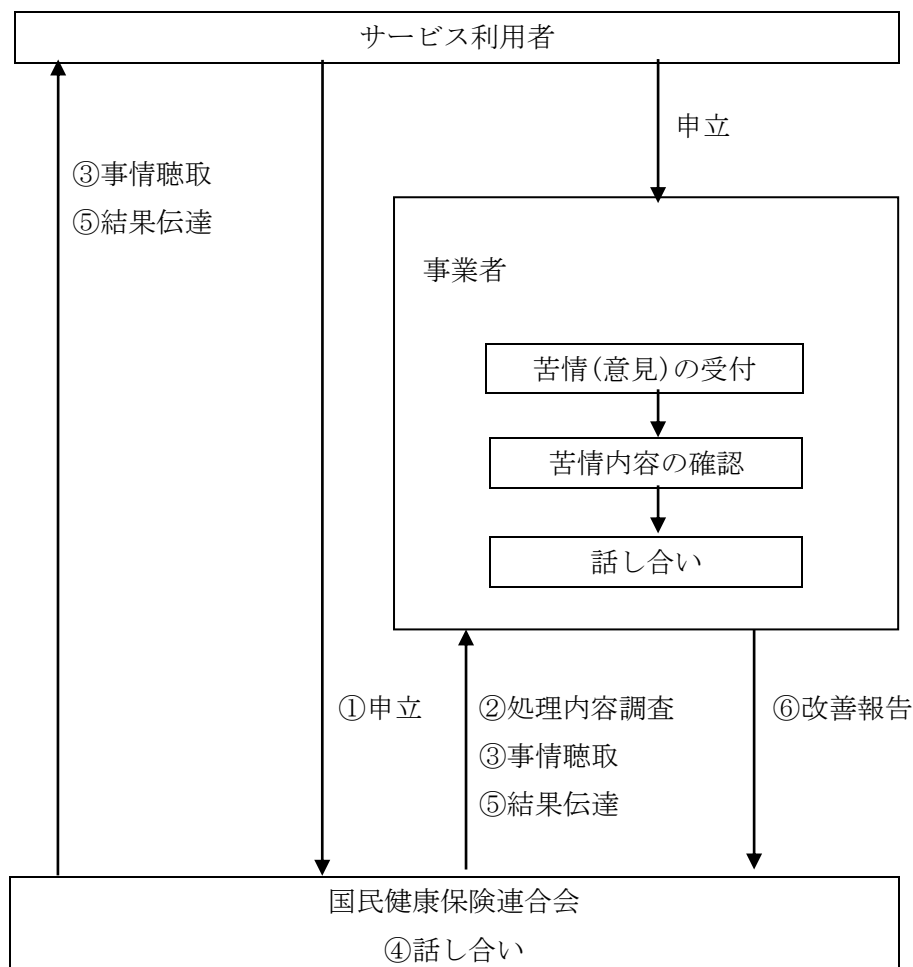 サービス利用者
申立
③事情聴取
⑤結果伝達
事業者
苦情(意見)の受付
苦情内容の確認
話し合い
①申立
②処理内容調査
③事情聴取
⑤結果伝達
⑥改善報告
国民健康保険連合会
④話し合い